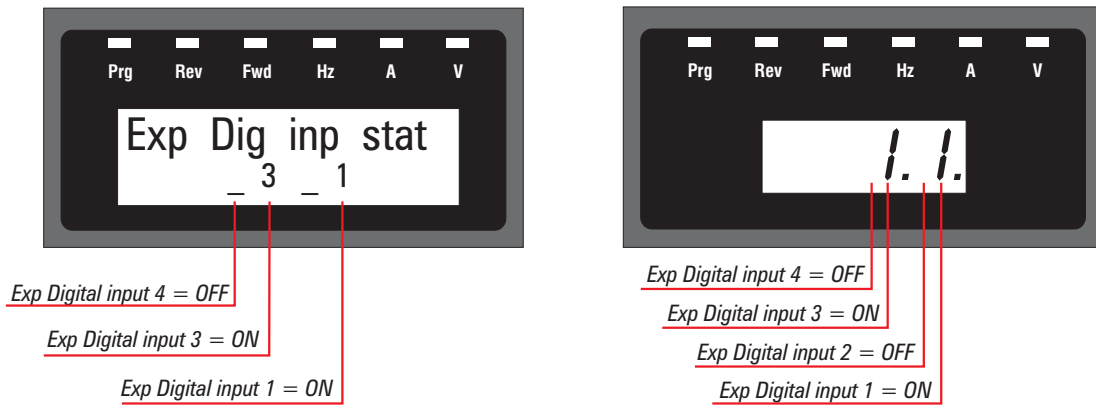 Prg Rev Fwd Hz A V
Exp Dig inp stat
_ 3 _ 1
Exp Digital input 4 = OFF
Exp Digital input 3 = ON
Exp Digital input 1 = ON
Prg Rev Fwd Hz A V
1. 1.
Exp Digital input 4 = OFF
Exp Digital input 3 = ON
Exp Digital input 2 = OFF
Exp Digital input 1 = ON